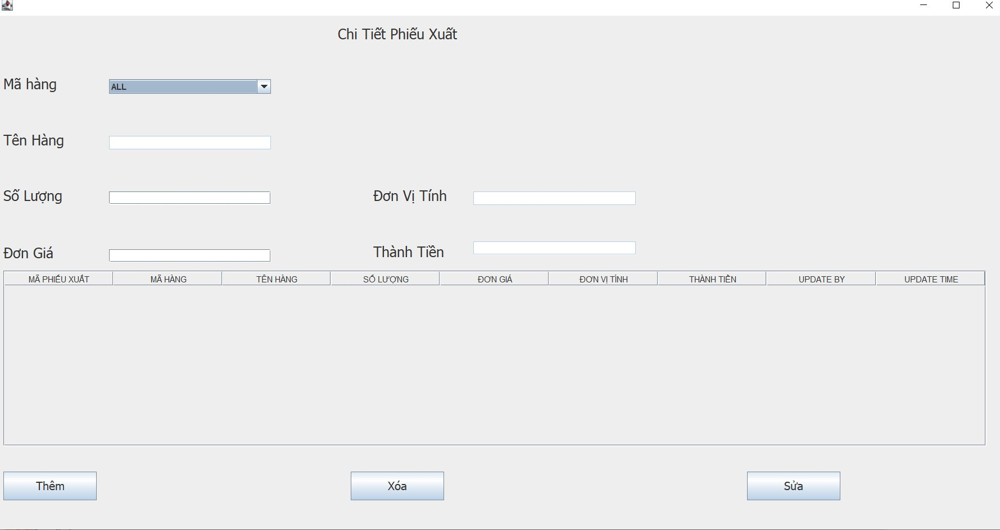 Chi Tiết Phiếu Xuất
Mã hàng ALL
Tên Hàng
Số Lượng Đơn Vị Tính
Đơn Giá Thành Tiền
MÃ PHIẾU XUẤT MÃ HÀNG TÊN HÀNG SỐ LƯỢNG ĐƠN GIÁ ĐƠN VỊ TÍNH THÀNH TIỀN UPDATE BY UPDATE TIME
Thêm Xóa Sửa